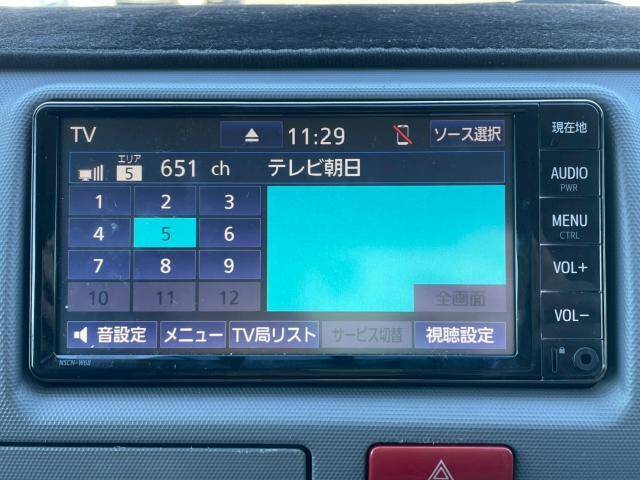 TV 11:29 ソース選択
エリア 5 651 ch テレビ朝日
1 2 3
4 5 6
7 8 9
10 11 12 全画面
音設定 メニュー TV局リスト サービス切替 視聴設定
NSCN-W68
現在地
AUDIO
PWR
MENU
CTRL
VOL+
VOL-